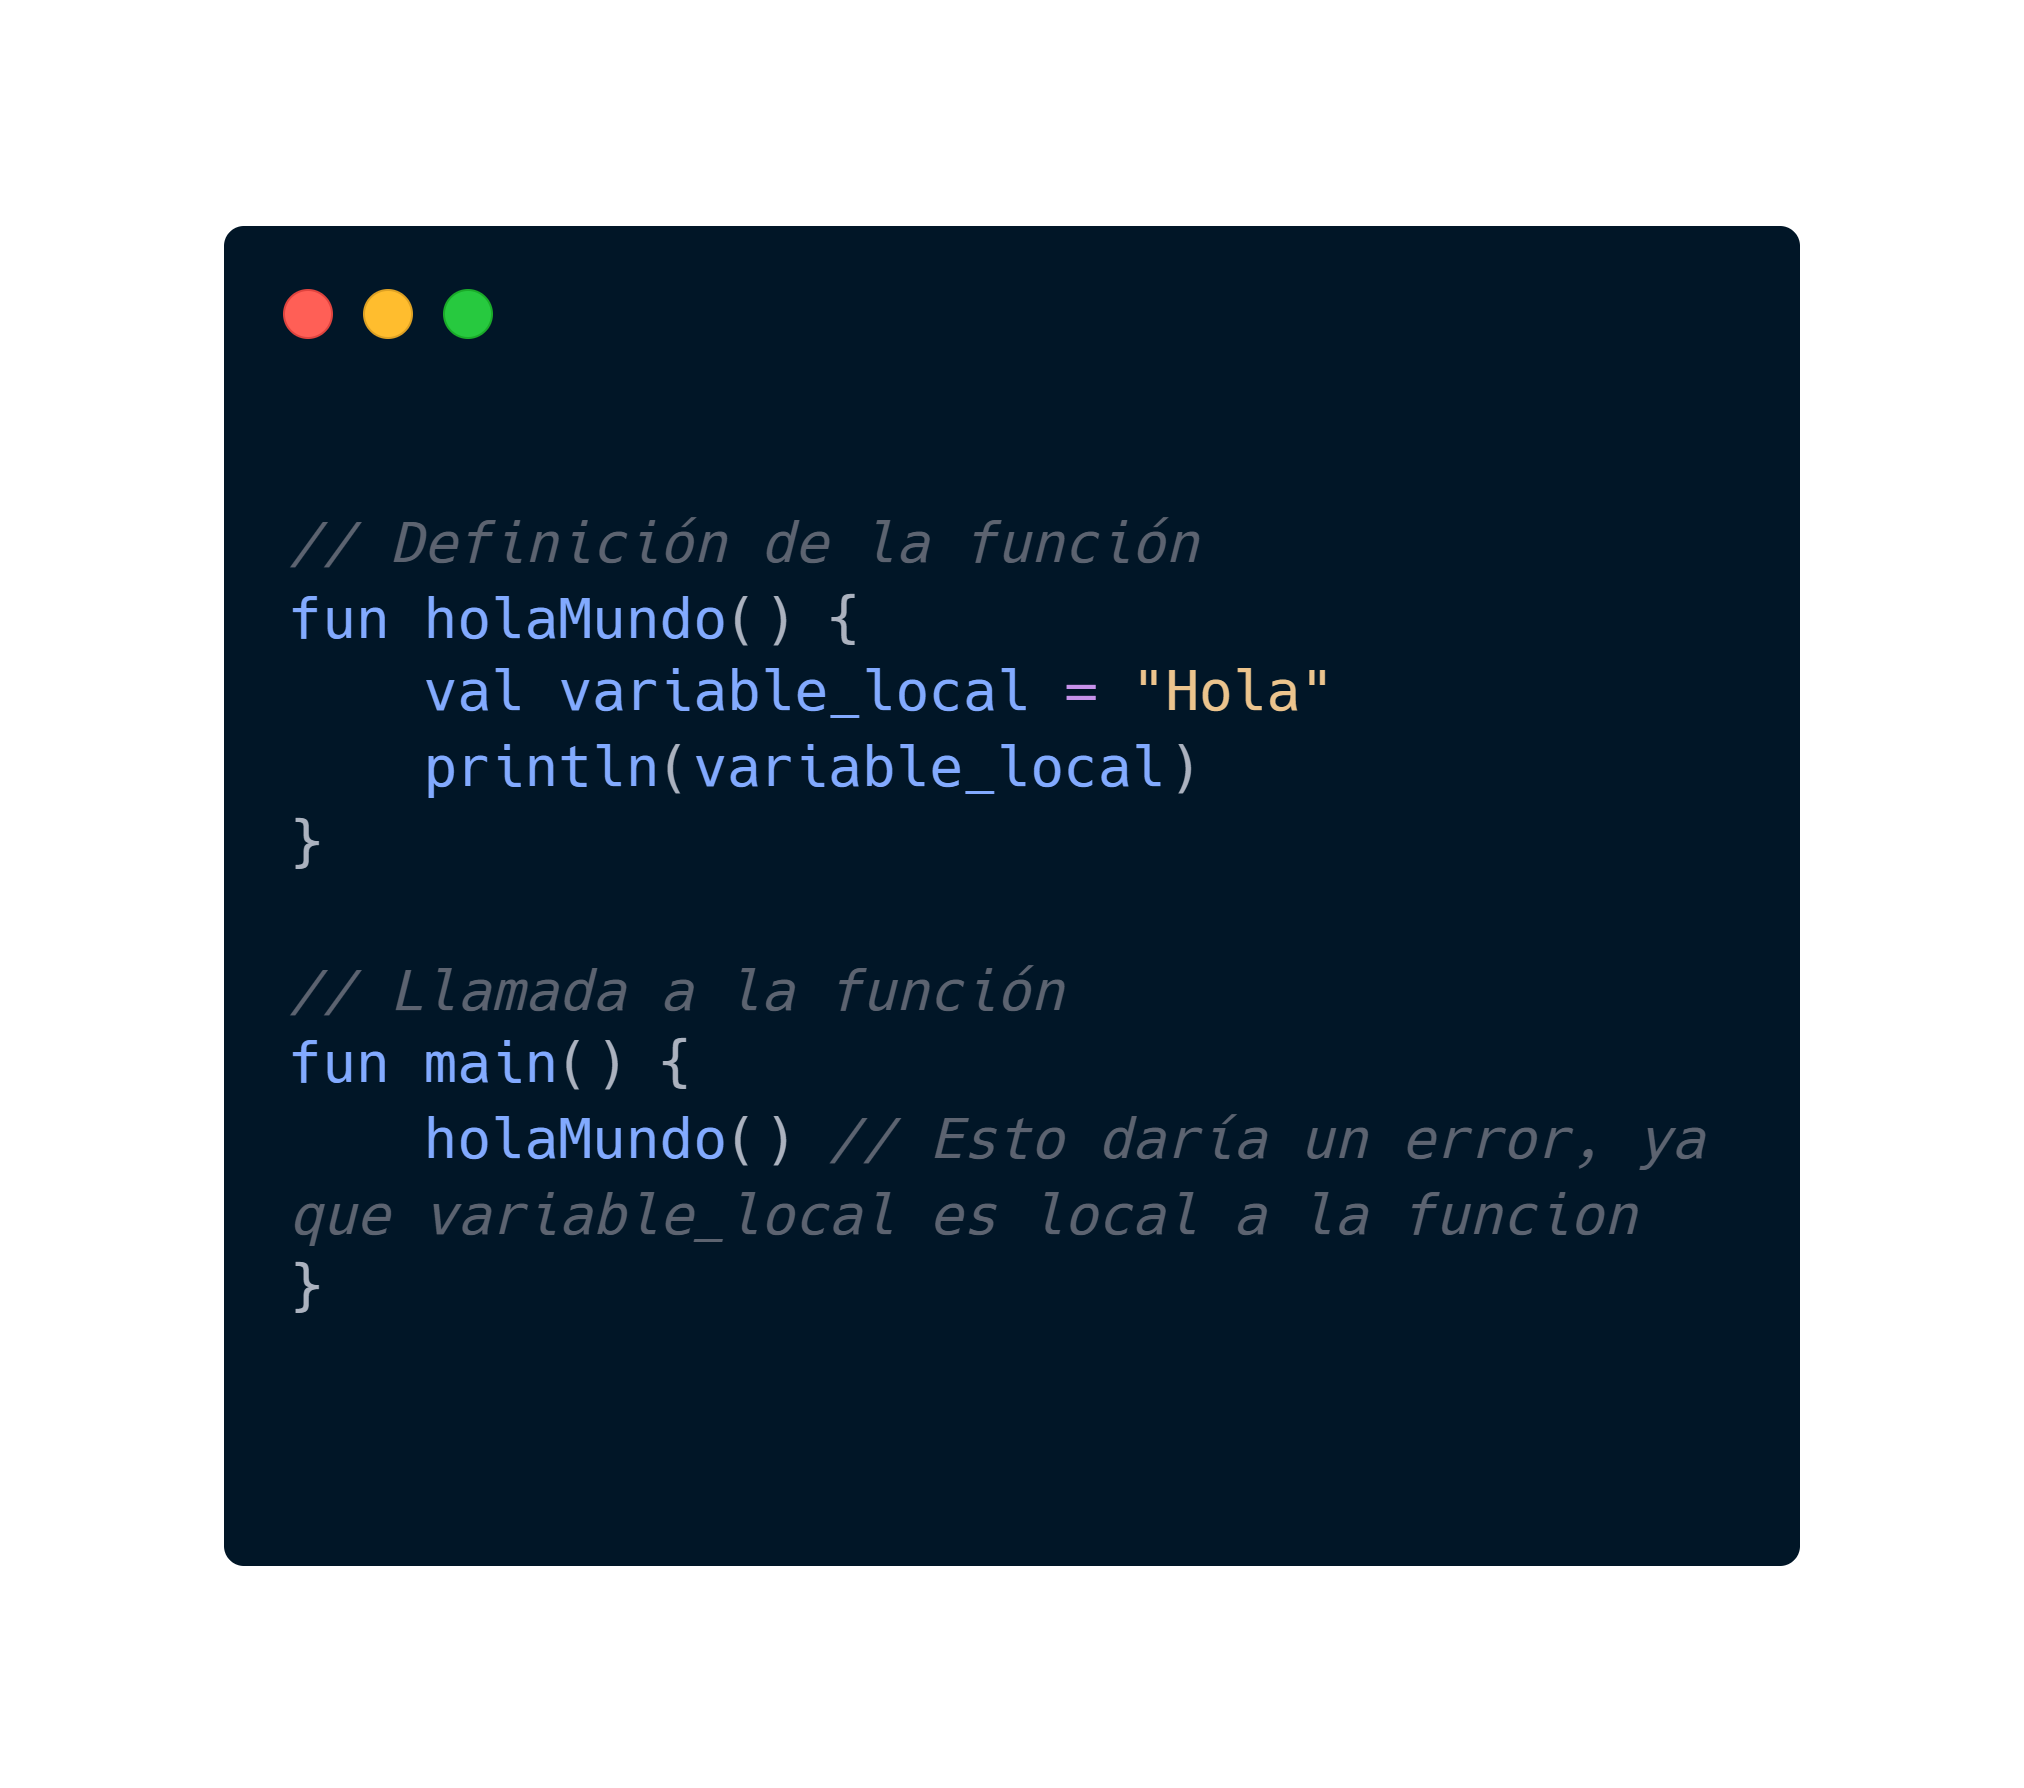 // Definición de la función
fun holaMundo() {
    val variable_local = "Hola"
    println(variable_local)
}
// Llamada a la función
fun main() {
    holaMundo() // Esto daría un error, ya
que variable_local es local a la funcion
}